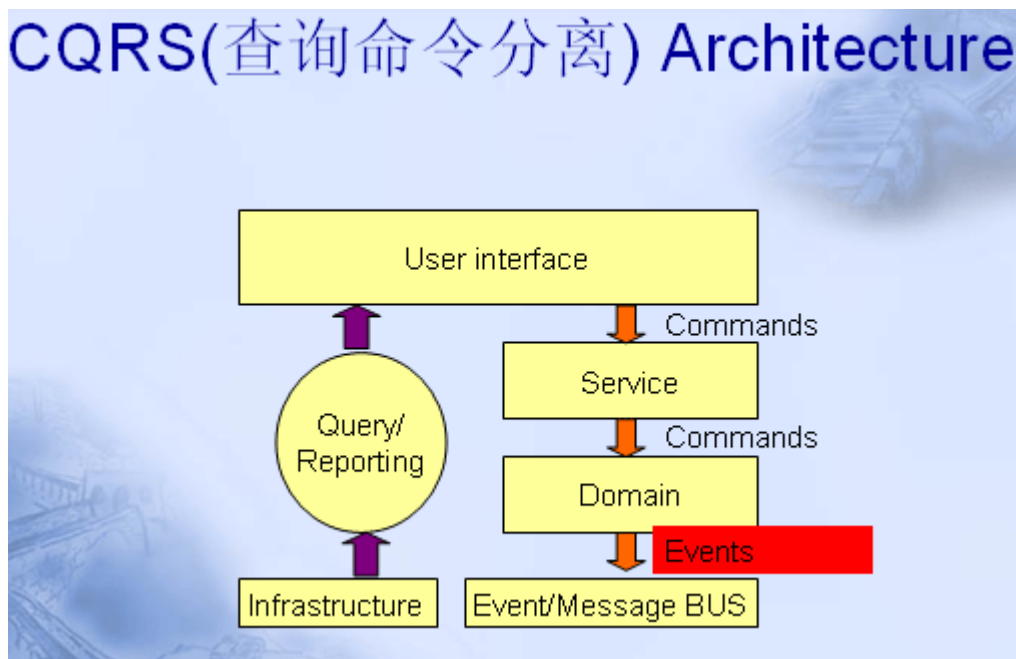 CQRS(查询命令分离) Architecture
User interface
Commands
Service
Query/
Reporting
Commands
Domain
Events
Infrastructure
Event/Message BUS